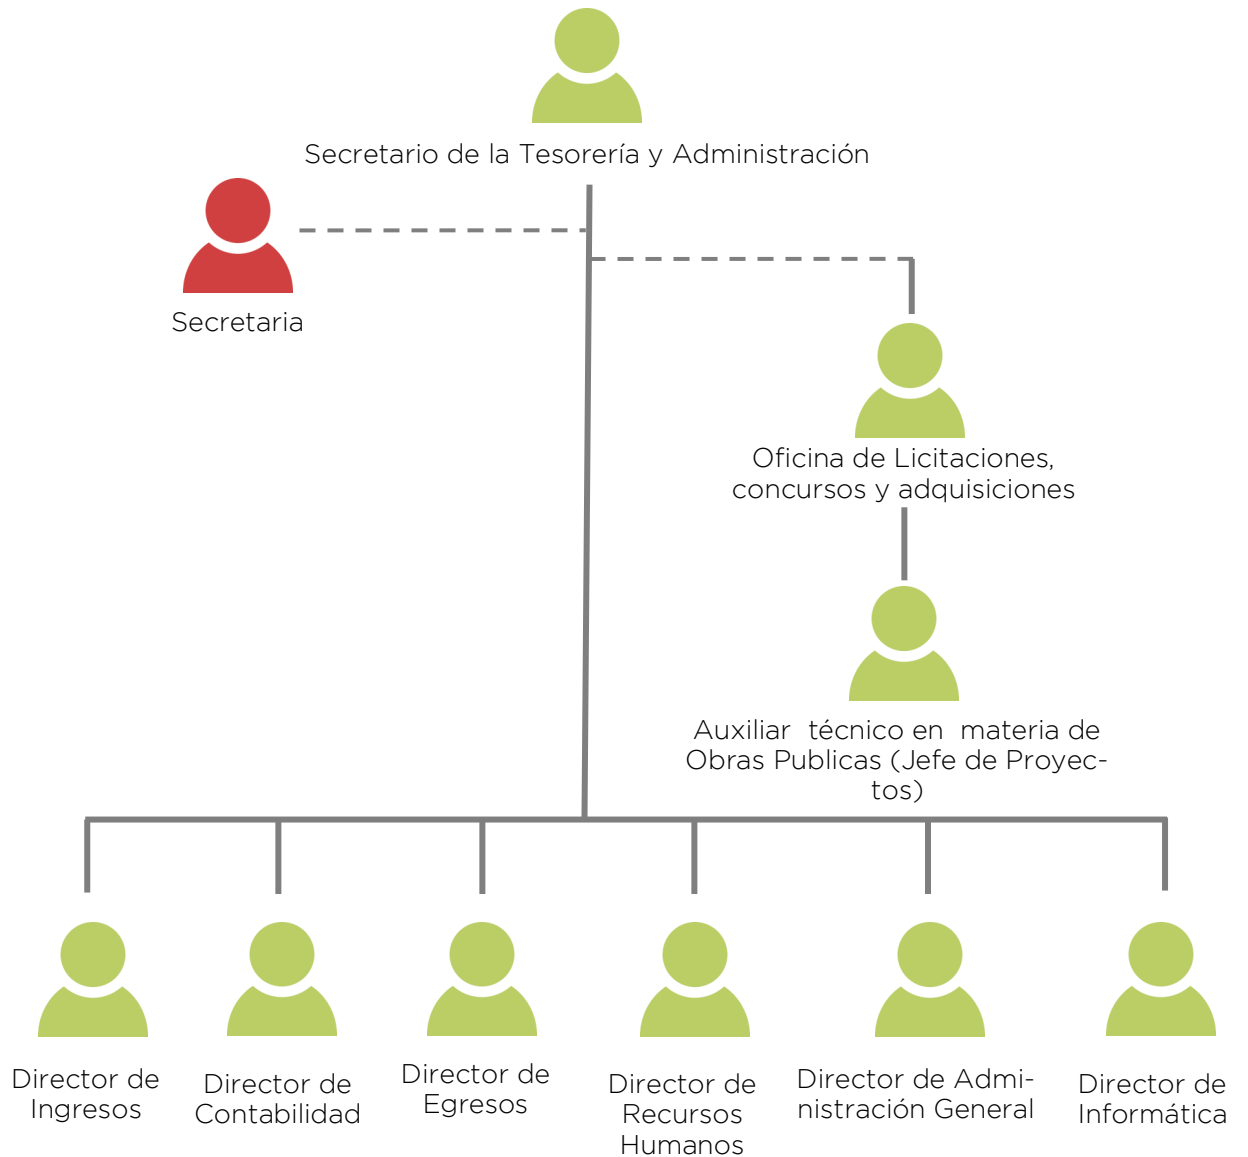 Secretario de la Tesorería y Administración
Secretaria
Oficina de Licitaciones,
concursos y adquisiciones
Auxiliar técnico en materia de
Obras Publicas (Jefe de Proyec-
tos)
Director de
Ingresos
Director de
Contabilidad
Director de
Egresos
Director de
Recursos
Humanos
Director de Admi-
nistración General
Director de
Informática